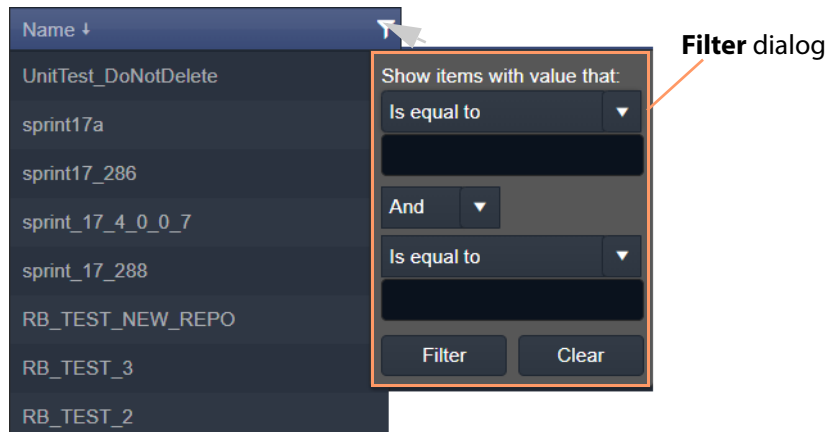 Name ↓
UnitTest_DoNotDelete
sprint17a
sprint17_286
sprint_17_4_0_0_7
sprint_17_288
RB_TEST_NEW_REPO
RB_TEST_3
RB_TEST_2
Show items with value that:
Is equal to
And
Is equal to
Filter Clear
Filter dialog